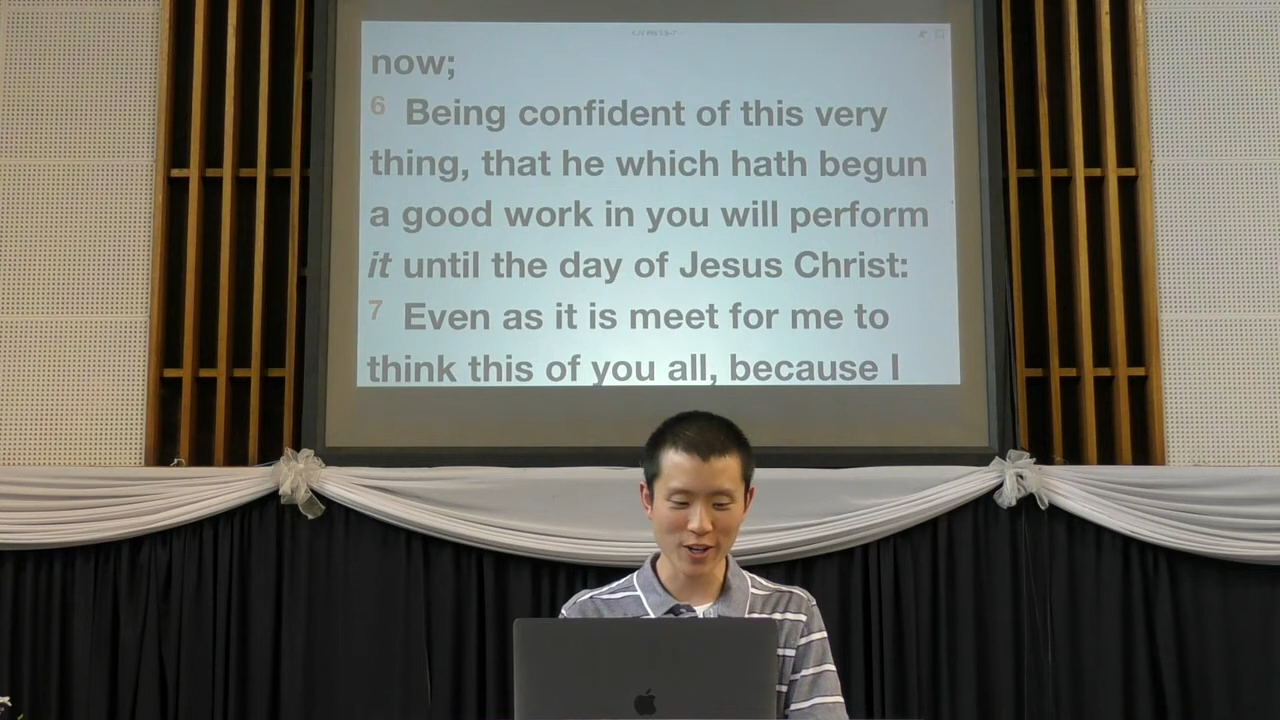 now;
6 Being confident of this very
thing, that he which hath begun
a good work in you will perform
it until the day of Jesus Christ:
7 Even as it is meet for me to
think this of you all, because I